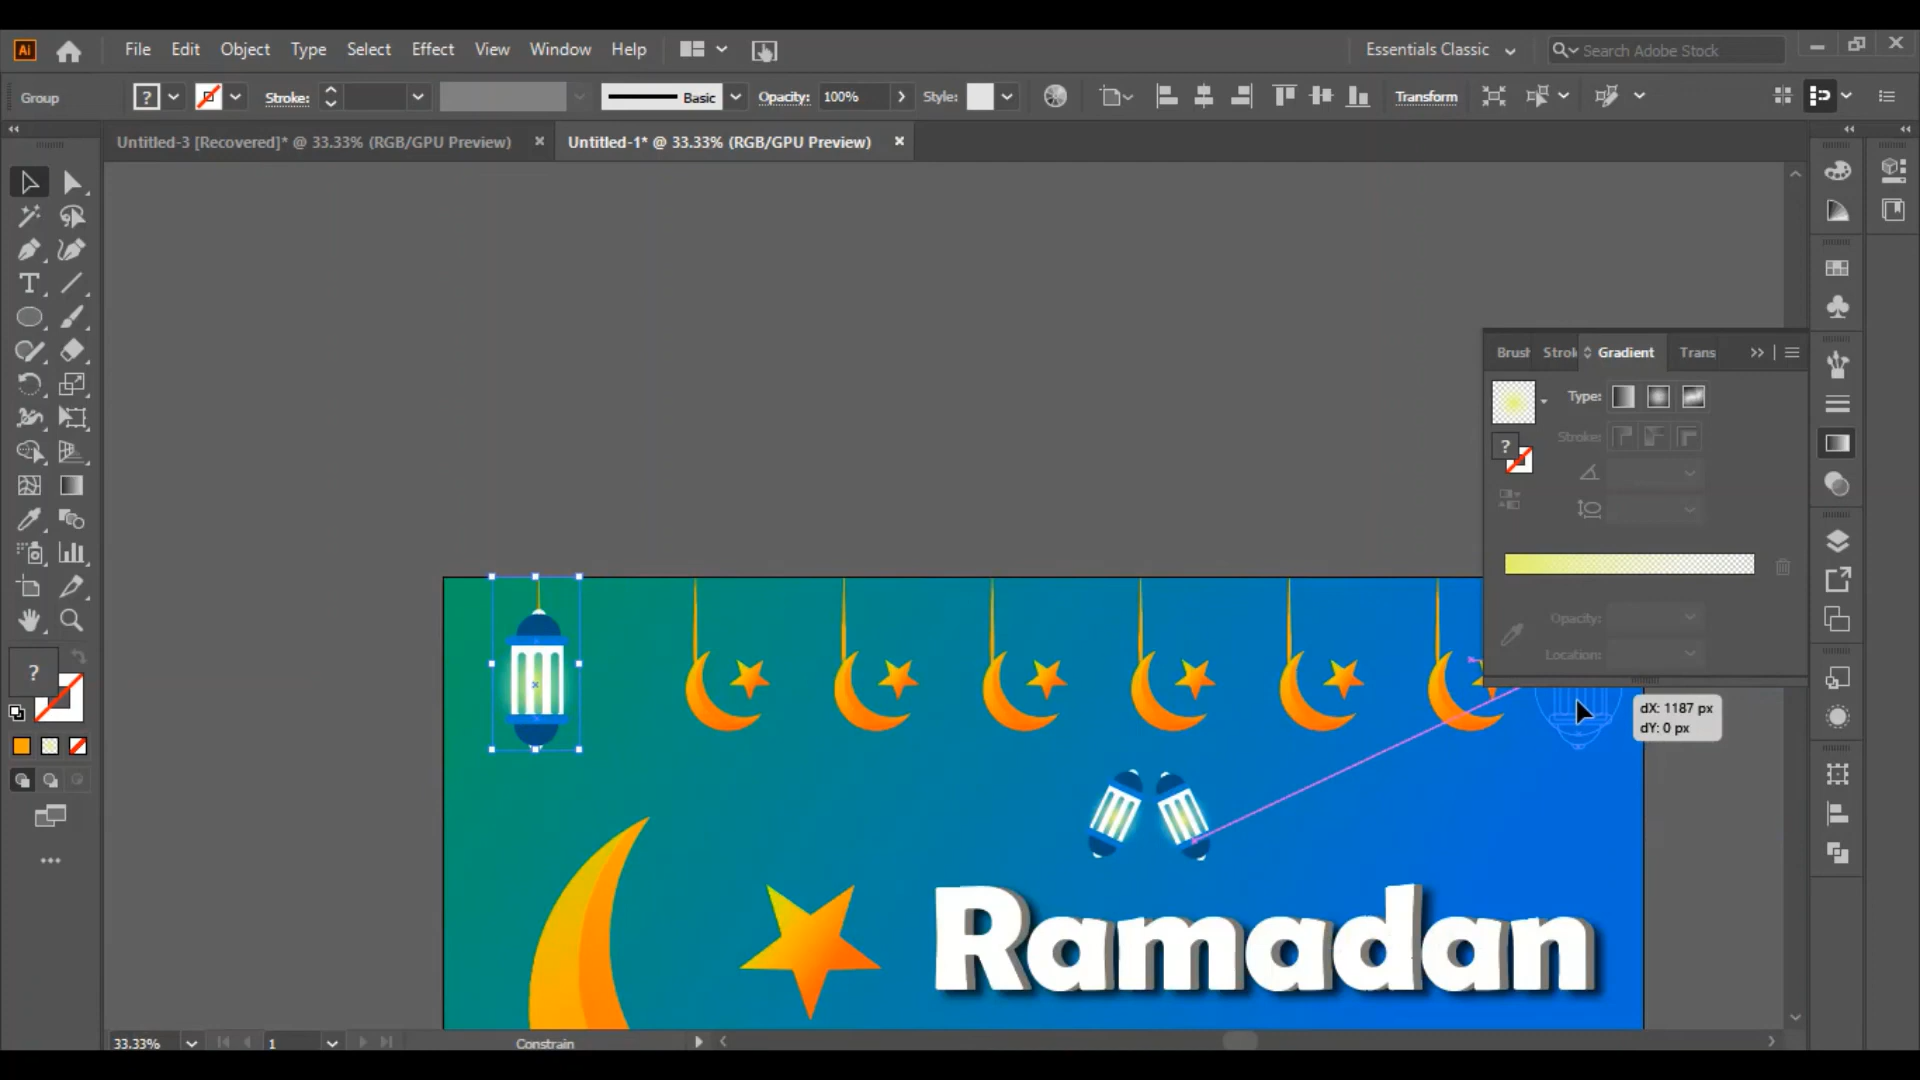 Ai File Edit Object Type Select Effect View Window Help Essentials Classic Search Adobe Stock
Group ? Stroke: Basic Opacity: 100% Style: Transform
Untitled-3 [Recovered]* @ 33.33% (RGB/GPU Preview) Untitled-1* @ 33.33% (RGB/GPU Preview)
Brush Strok Gradient Trans
Type:
Stroke:
?
Opacity:
Location:
?
dX: 1187 px
dY: 0 px
Ramadan
33.33% 1 Constrain